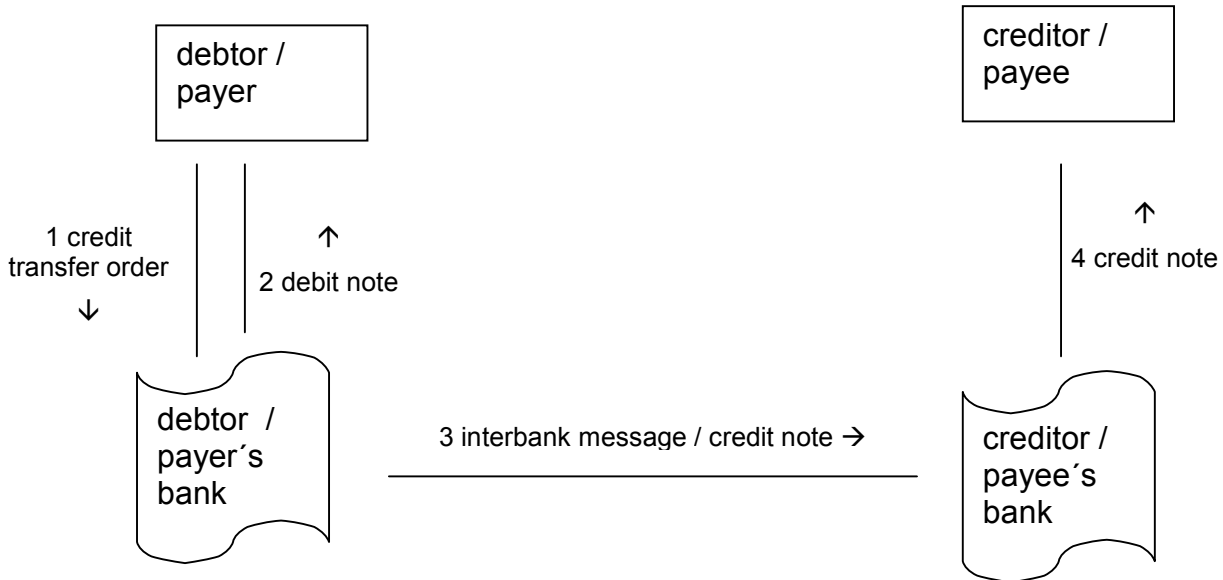 debtor /
payer
creditor /
payee
1 credit
transfer order
↓
↑
2 debit note
↑
4 credit note
debtor /
payer´s
bank
3 interbank message / credit note →
creditor /
payee´s
bank